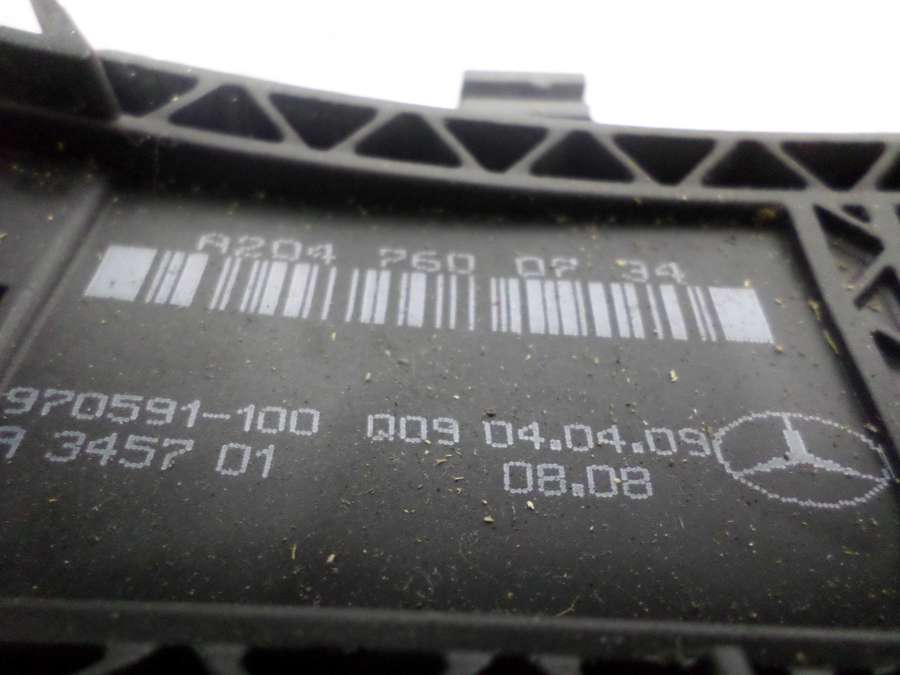 A204 760 07 34
970591-100 Q09 04.04.09
A 3457 01 08.08